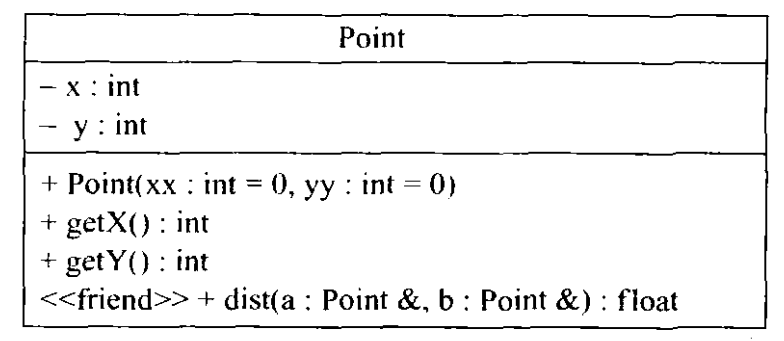 Point
– x : int
– y : int
+ Point(xx : int = 0, yy : int = 0)
+ getX() : int
+ getY() : int
<<friend>> + dist(a : Point &, b : Point &) : float